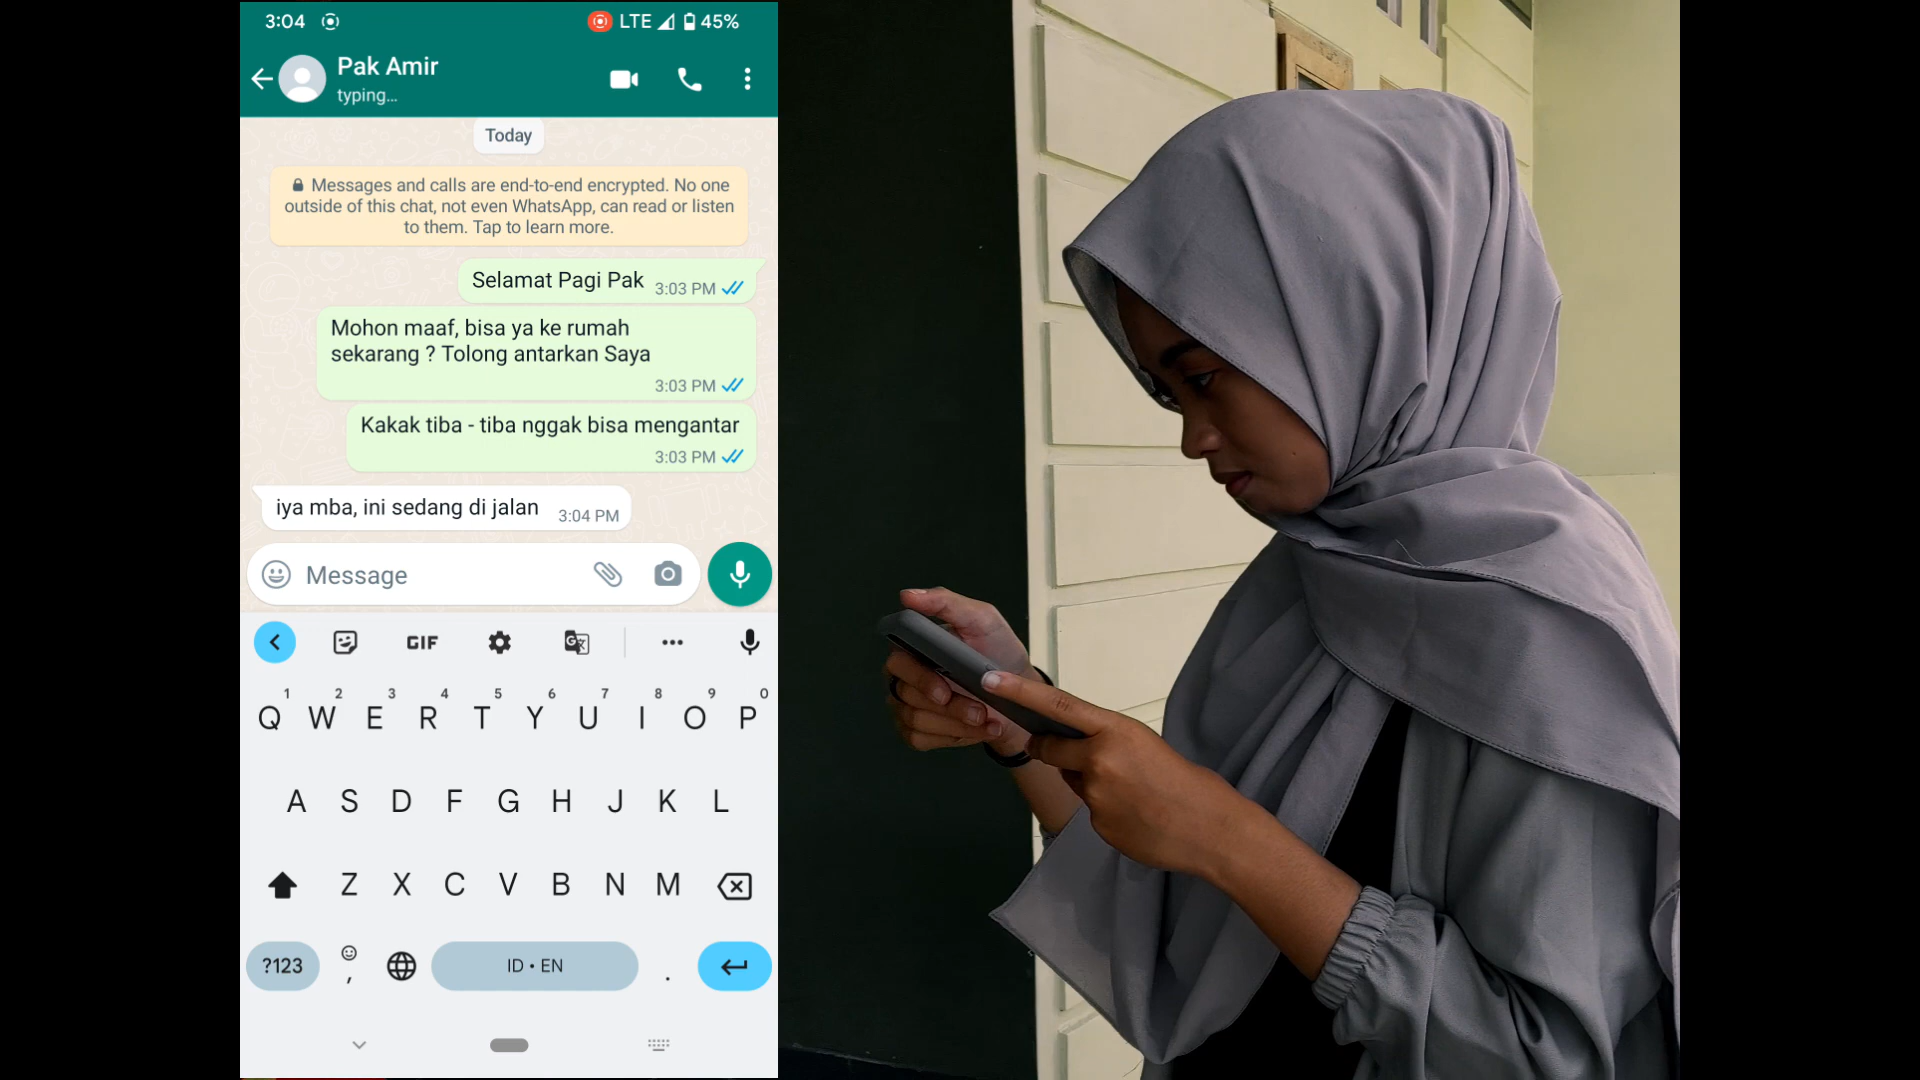 3:04 LTE 45%
Pak Amir
typing...
Today
Messages and calls are end-to-end encrypted. No one
outside of this chat, not even WhatsApp, can read or listen
to them. Tap to learn more.
Selamat Pagi Pak 3:03 PM
Mohon maaf, bisa ya ke rumah
sekarang ? Tolong antarkan Saya
3:03 PM
Kakak tiba - tiba nggak bisa mengantar
3:03 PM
iya mba, ini sedang di jalan 3:04 PM
Message
GIF
1 2 3 4 5 6 7 8 9 0
Q W E R T Y U I O P
A S D F G H J K L
Z X C V B N M
?123 , ID • EN .